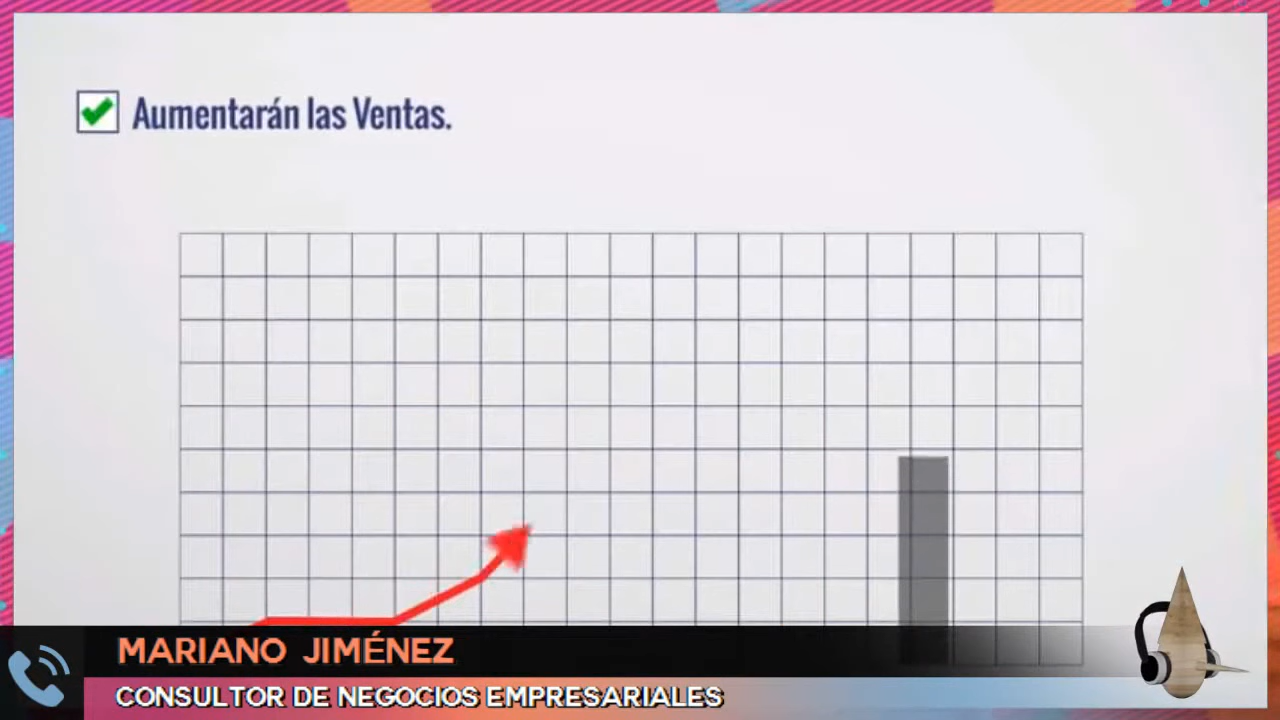 Aumentarán las Ventas.
MARIANO JIMÉNEZ
CONSULTOR DE NEGOCIOS EMPRESARIALES